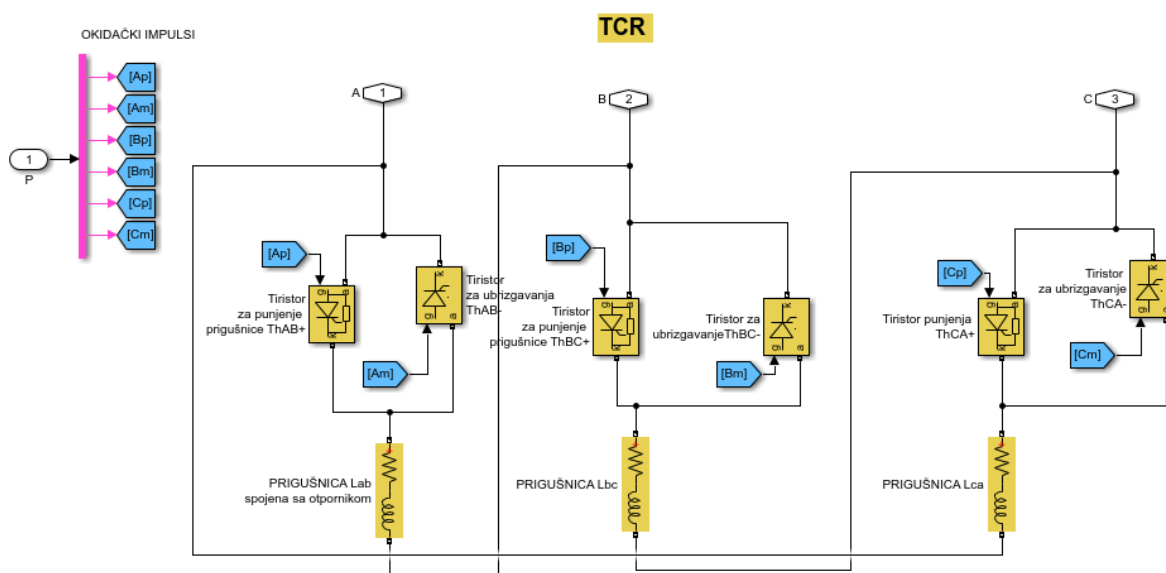 TCR
OKIDAČKI IMPULSI
[Ap]
[Am]
[Bp]
[Bm]
[Cp]
[Cm]
1
P
A
1
B
2
C
3
[Ap]
g
a
k
Tiristor
za punjenje
prigušnice ThAB+
k
g
a
Tiristor
za ubrizgavanja
ThAB-
[Am]
[Bp]
g
a
k
Tiristor
za punjenje
prigušnice ThBC+
k
g
a
Tiristor za
ubrizgavanjeThBC-
[Bm]
[Cp]
g
a
k
Tiristor punjenja
ThCA+
k
g
a
Tiristor
za ubrizgavanje
ThCA-
[Cm]
PRIGUŠNICA Lab
spojena sa otpornikom
PRIGUŠNICA Lbc
PRIGUŠNICA Lca